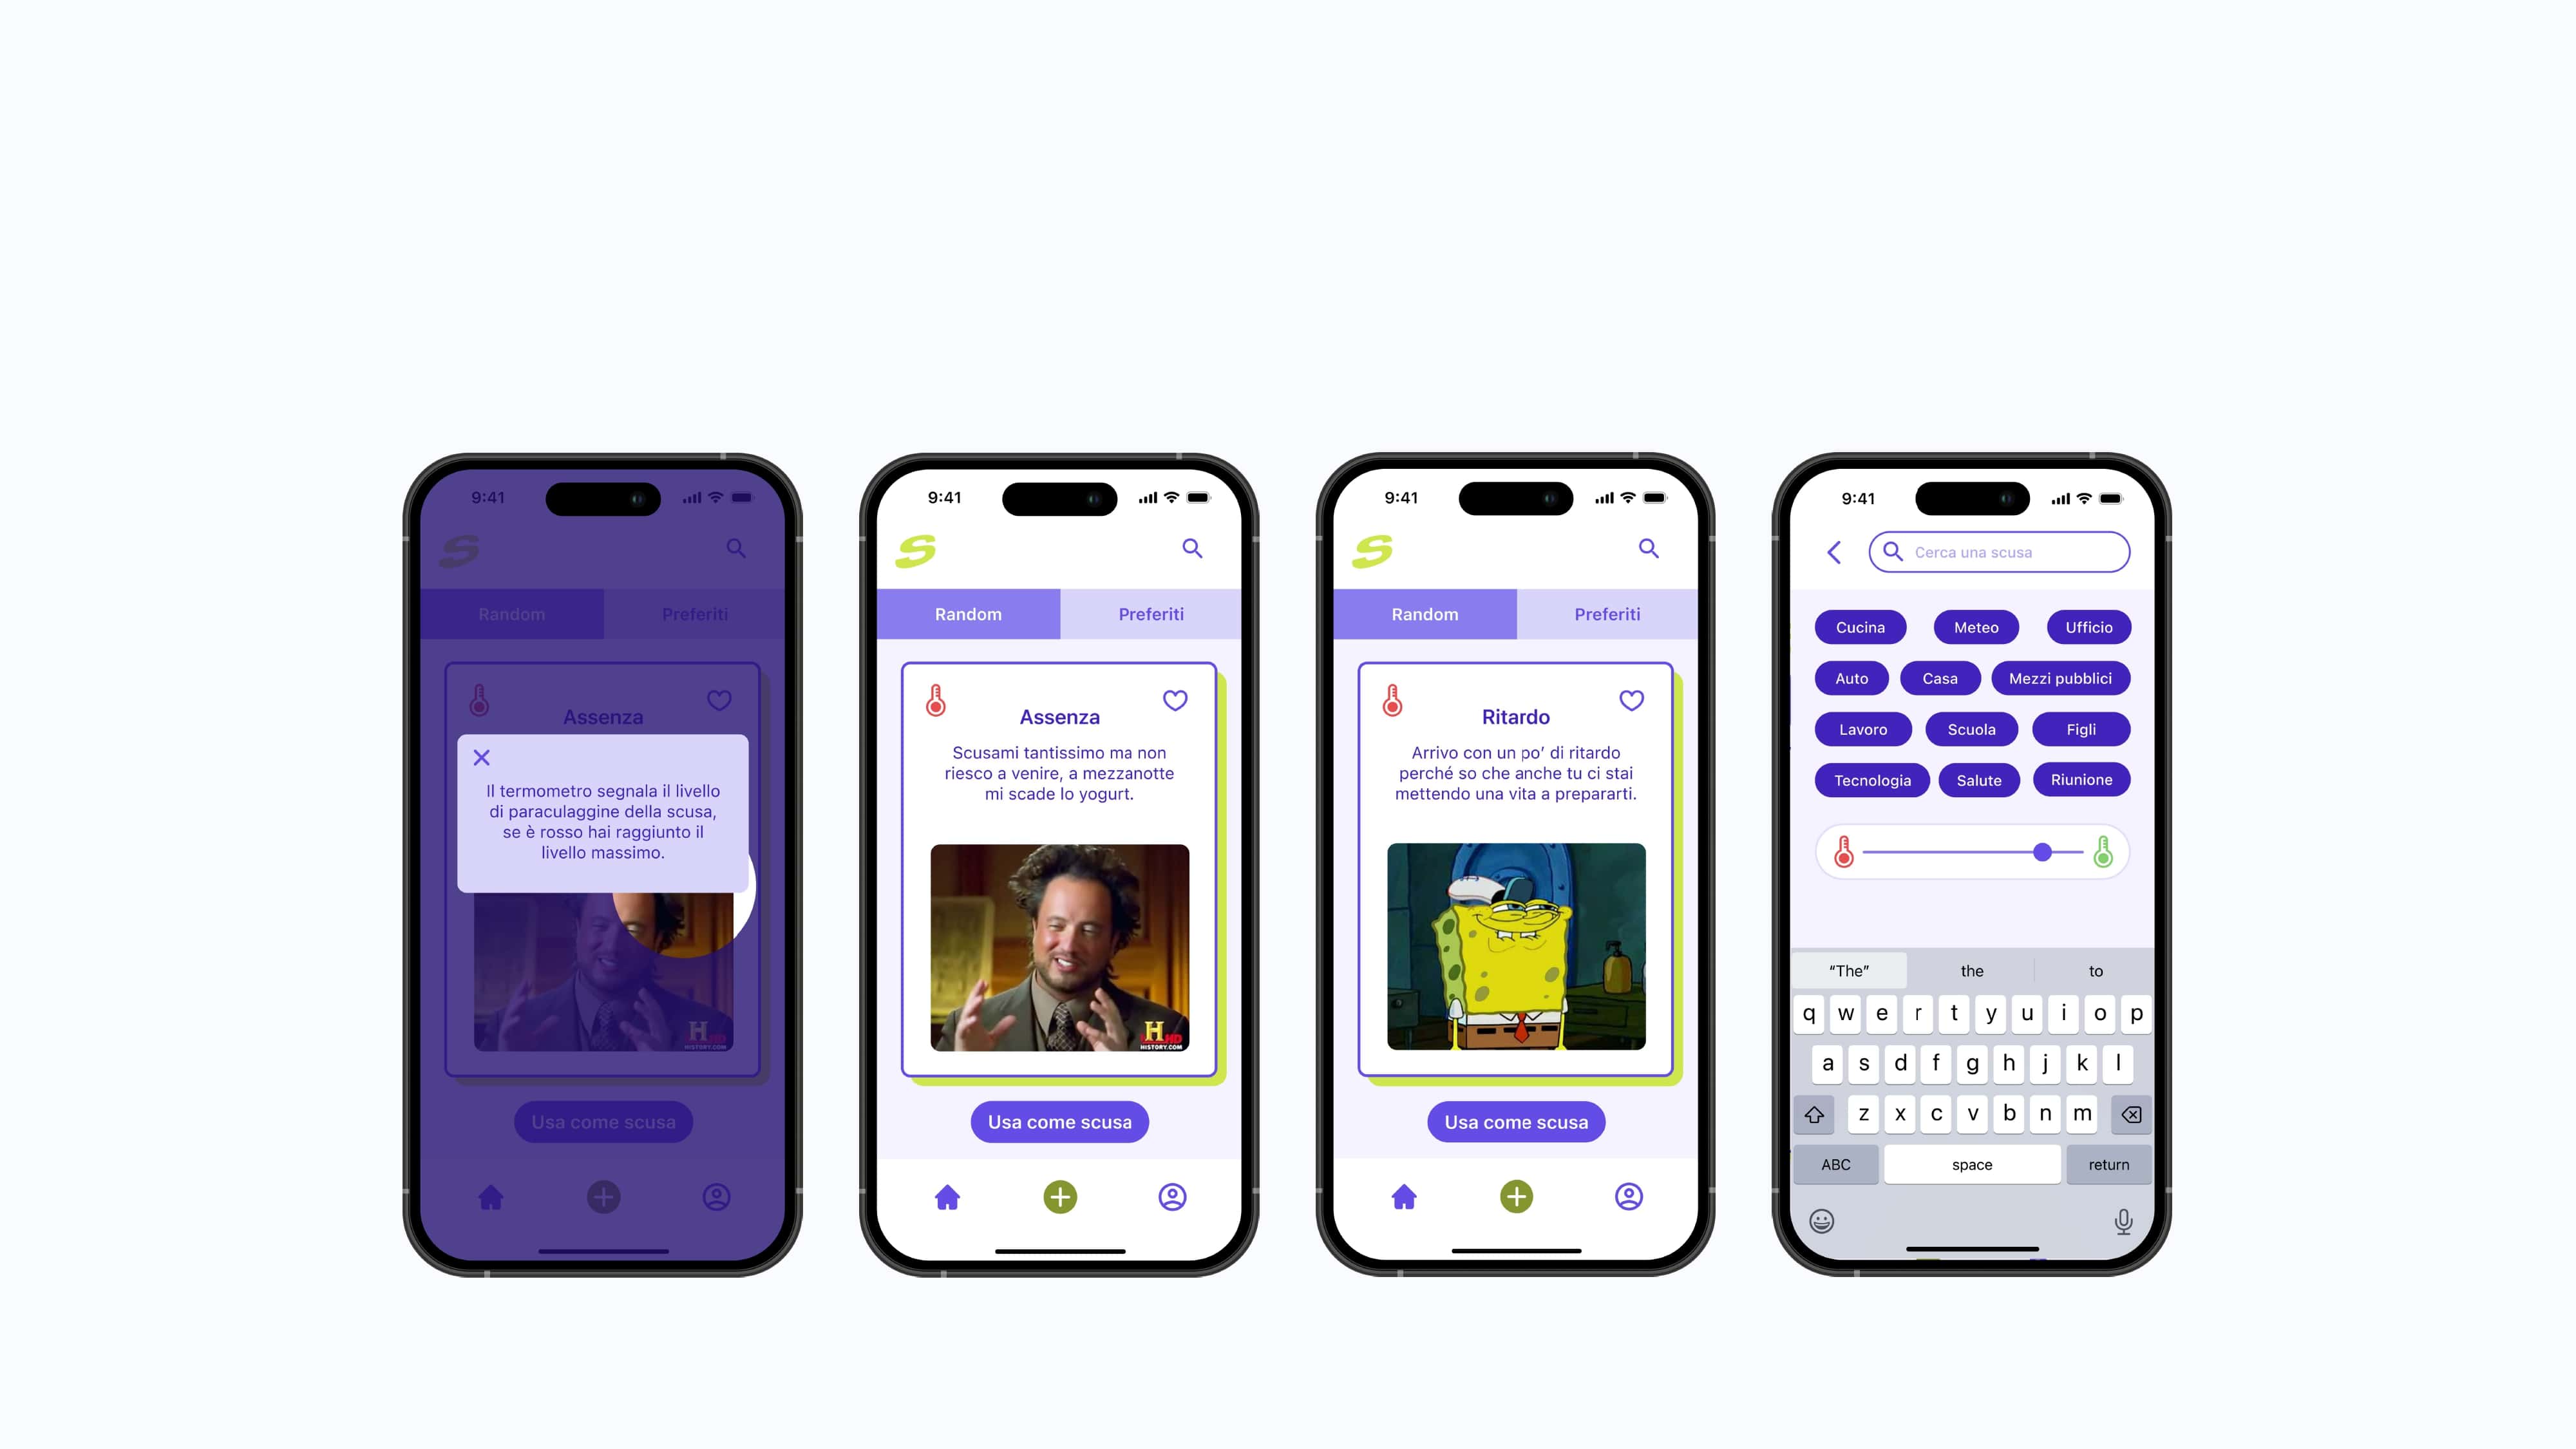 9:41
S
Random
Preferiti
Assenza
Il termometro segnala il livello
di paraculaggine della scusa,
se è rosso hai raggiunto il
livello massimo.
H HD
HISTORY.COM
Usa come scusa
9:41
S
Random
Preferiti
Assenza
Scusami tantissimo ma non
riesco a venire, a mezzanotte
mi scade lo yogurt.
H HD
HISTORY.COM
Usa come scusa
9:41
S
Random
Preferiti
Ritardo
Arrivo con un po’ di ritardo
perché so che anche tu ci stai
mettendo una vita a prepararti.
Usa come scusa
9:41
Cerca una scusa
Cucina Meteo Ufficio
Auto Casa Mezzi pubblici
Lavoro Scuola Figli
Tecnologia Salute Riunione
“The” the to
q w e r t y u i o p
a s d f g h j k l
z x c v b n m
ABC space return